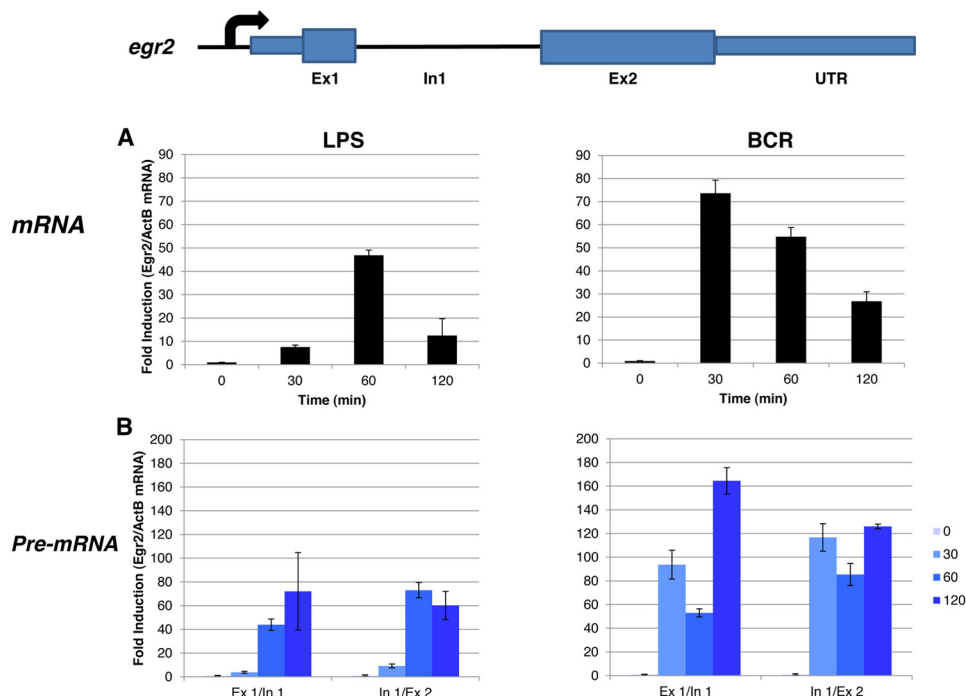 egr2
Ex1
In1
Ex2
UTR
A
LPS
BCR
mRNA
Fold Induction (Egr2/ActB mRNA)
90
80
70
60
50
40
30
20
10
0
0
30
60
120
Time (min)
90
80
70
60
50
40
30
20
10
0
0
30
60
120
Time (min)
B
Pre-mRNA
Fold Induction (Egr2/ActB mRNA)
200
180
160
140
120
100
80
60
40
20
0
Ex 1/In 1
In 1/Ex 2
200
180
160
140
120
100
80
60
40
20
0
Ex 1/In 1
In 1/Ex 2
0
30
60
120